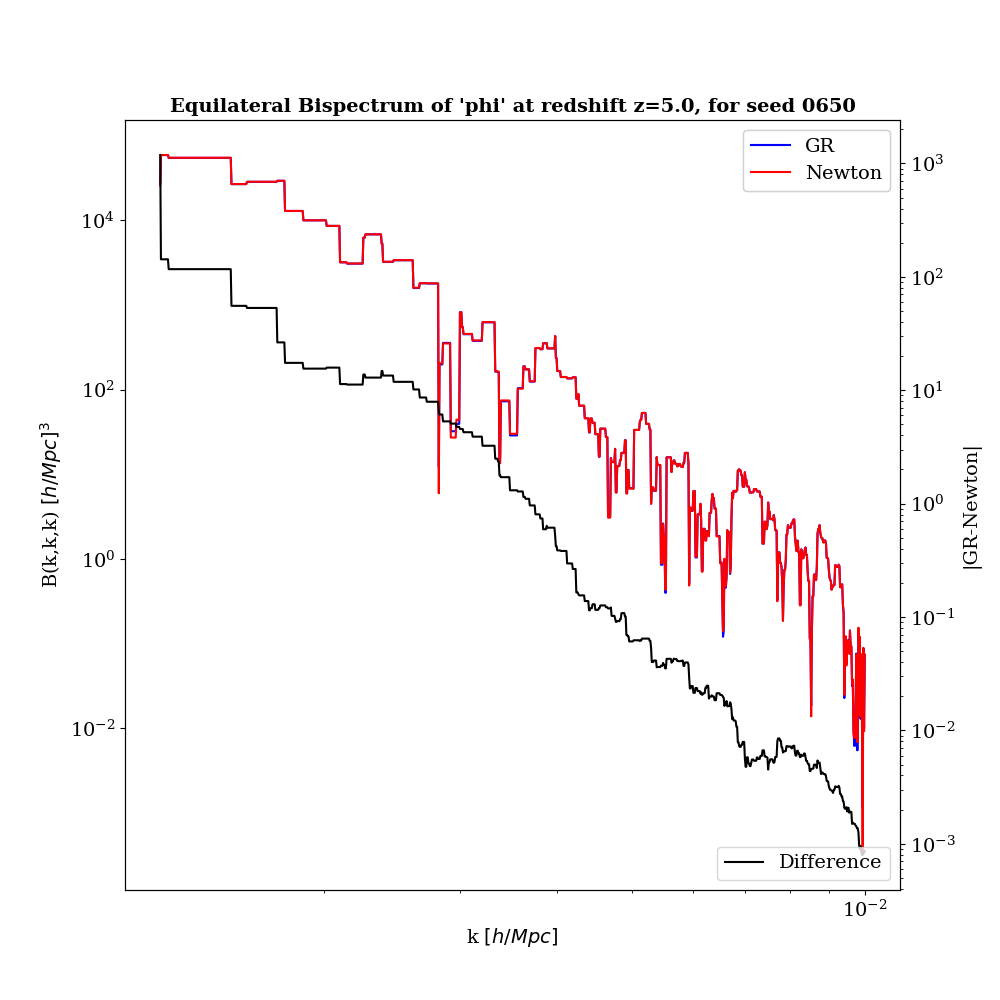 Equilateral Bispectrum of 'phi' at redshift z=5.0, for seed 0650
GR
Newton
10^4
10^2
10^0
10^-2
B(k,k,k) [h/Mpc]^3
10^3
10^2
10^1
10^0
10^-1
10^-2
10^-3
|GR-Newton|
Difference
10^-2
k [h/Mpc]